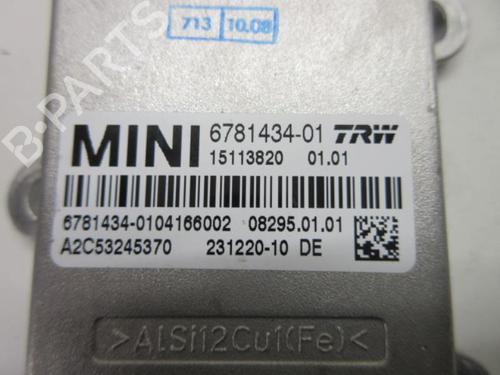 713 10.08
MINI 6781434-01 TRW
15113820 01.01
6781434-0104166002 08295.01.01
A2C53245370 231220-10 DE
>AlSi12Cu1(Fe)<
B-PARTS